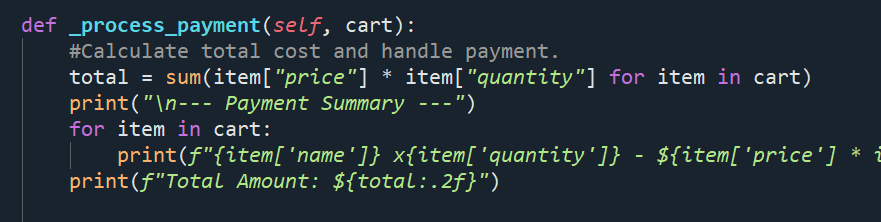 def _process_payment(self, cart):
    #Calculate total cost and handle payment.
    total = sum(item["price"] * item["quantity"] for item in cart)
    print("\n--- Payment Summary ---")
    for item in cart:
        print(f"{item['name']} x{item['quantity']} - ${item['price'] *
    print(f"Total Amount: ${total:.2f}")